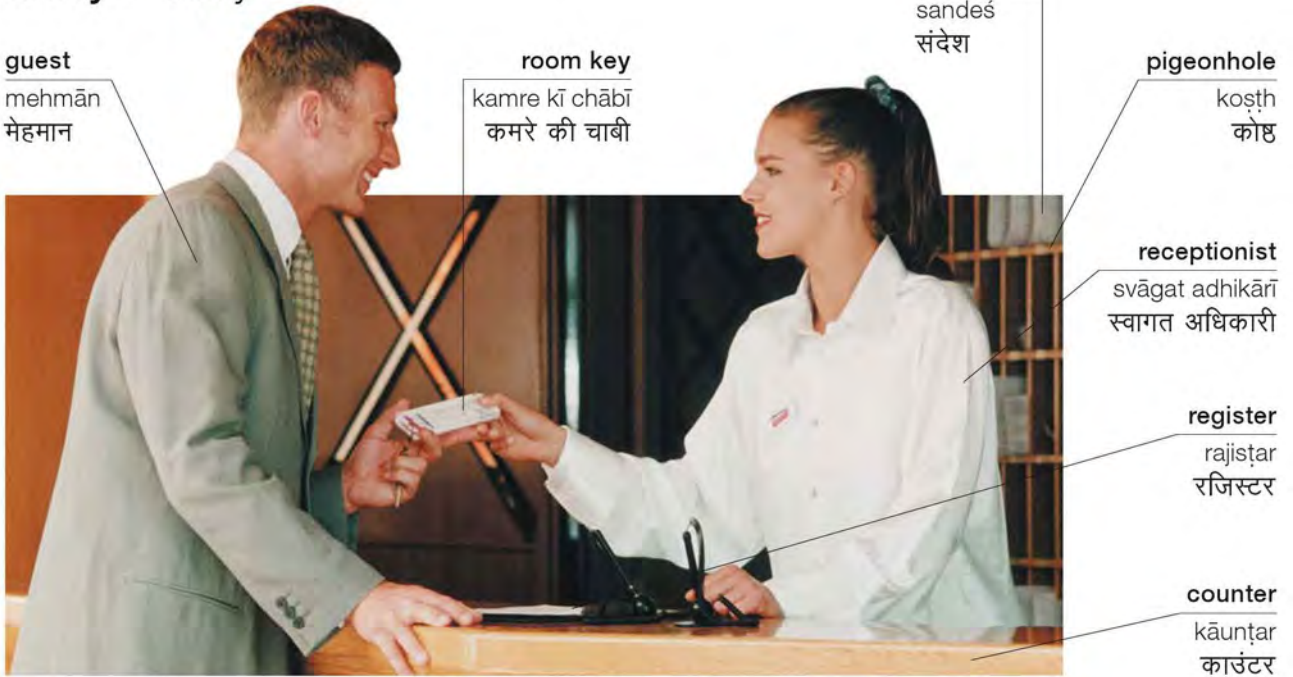 guest
mehmān
मेहमान
room key
kamre kī chābī
कमरे की चाबी
sandeś
संदेश
pigeonhole
koṣṭh
कोष्ठ
receptionist
svāgat adhikārī
स्वागत अधिकारी
register
rajisṭar
रजिस्टर
counter
kāunṭar
काउंटर